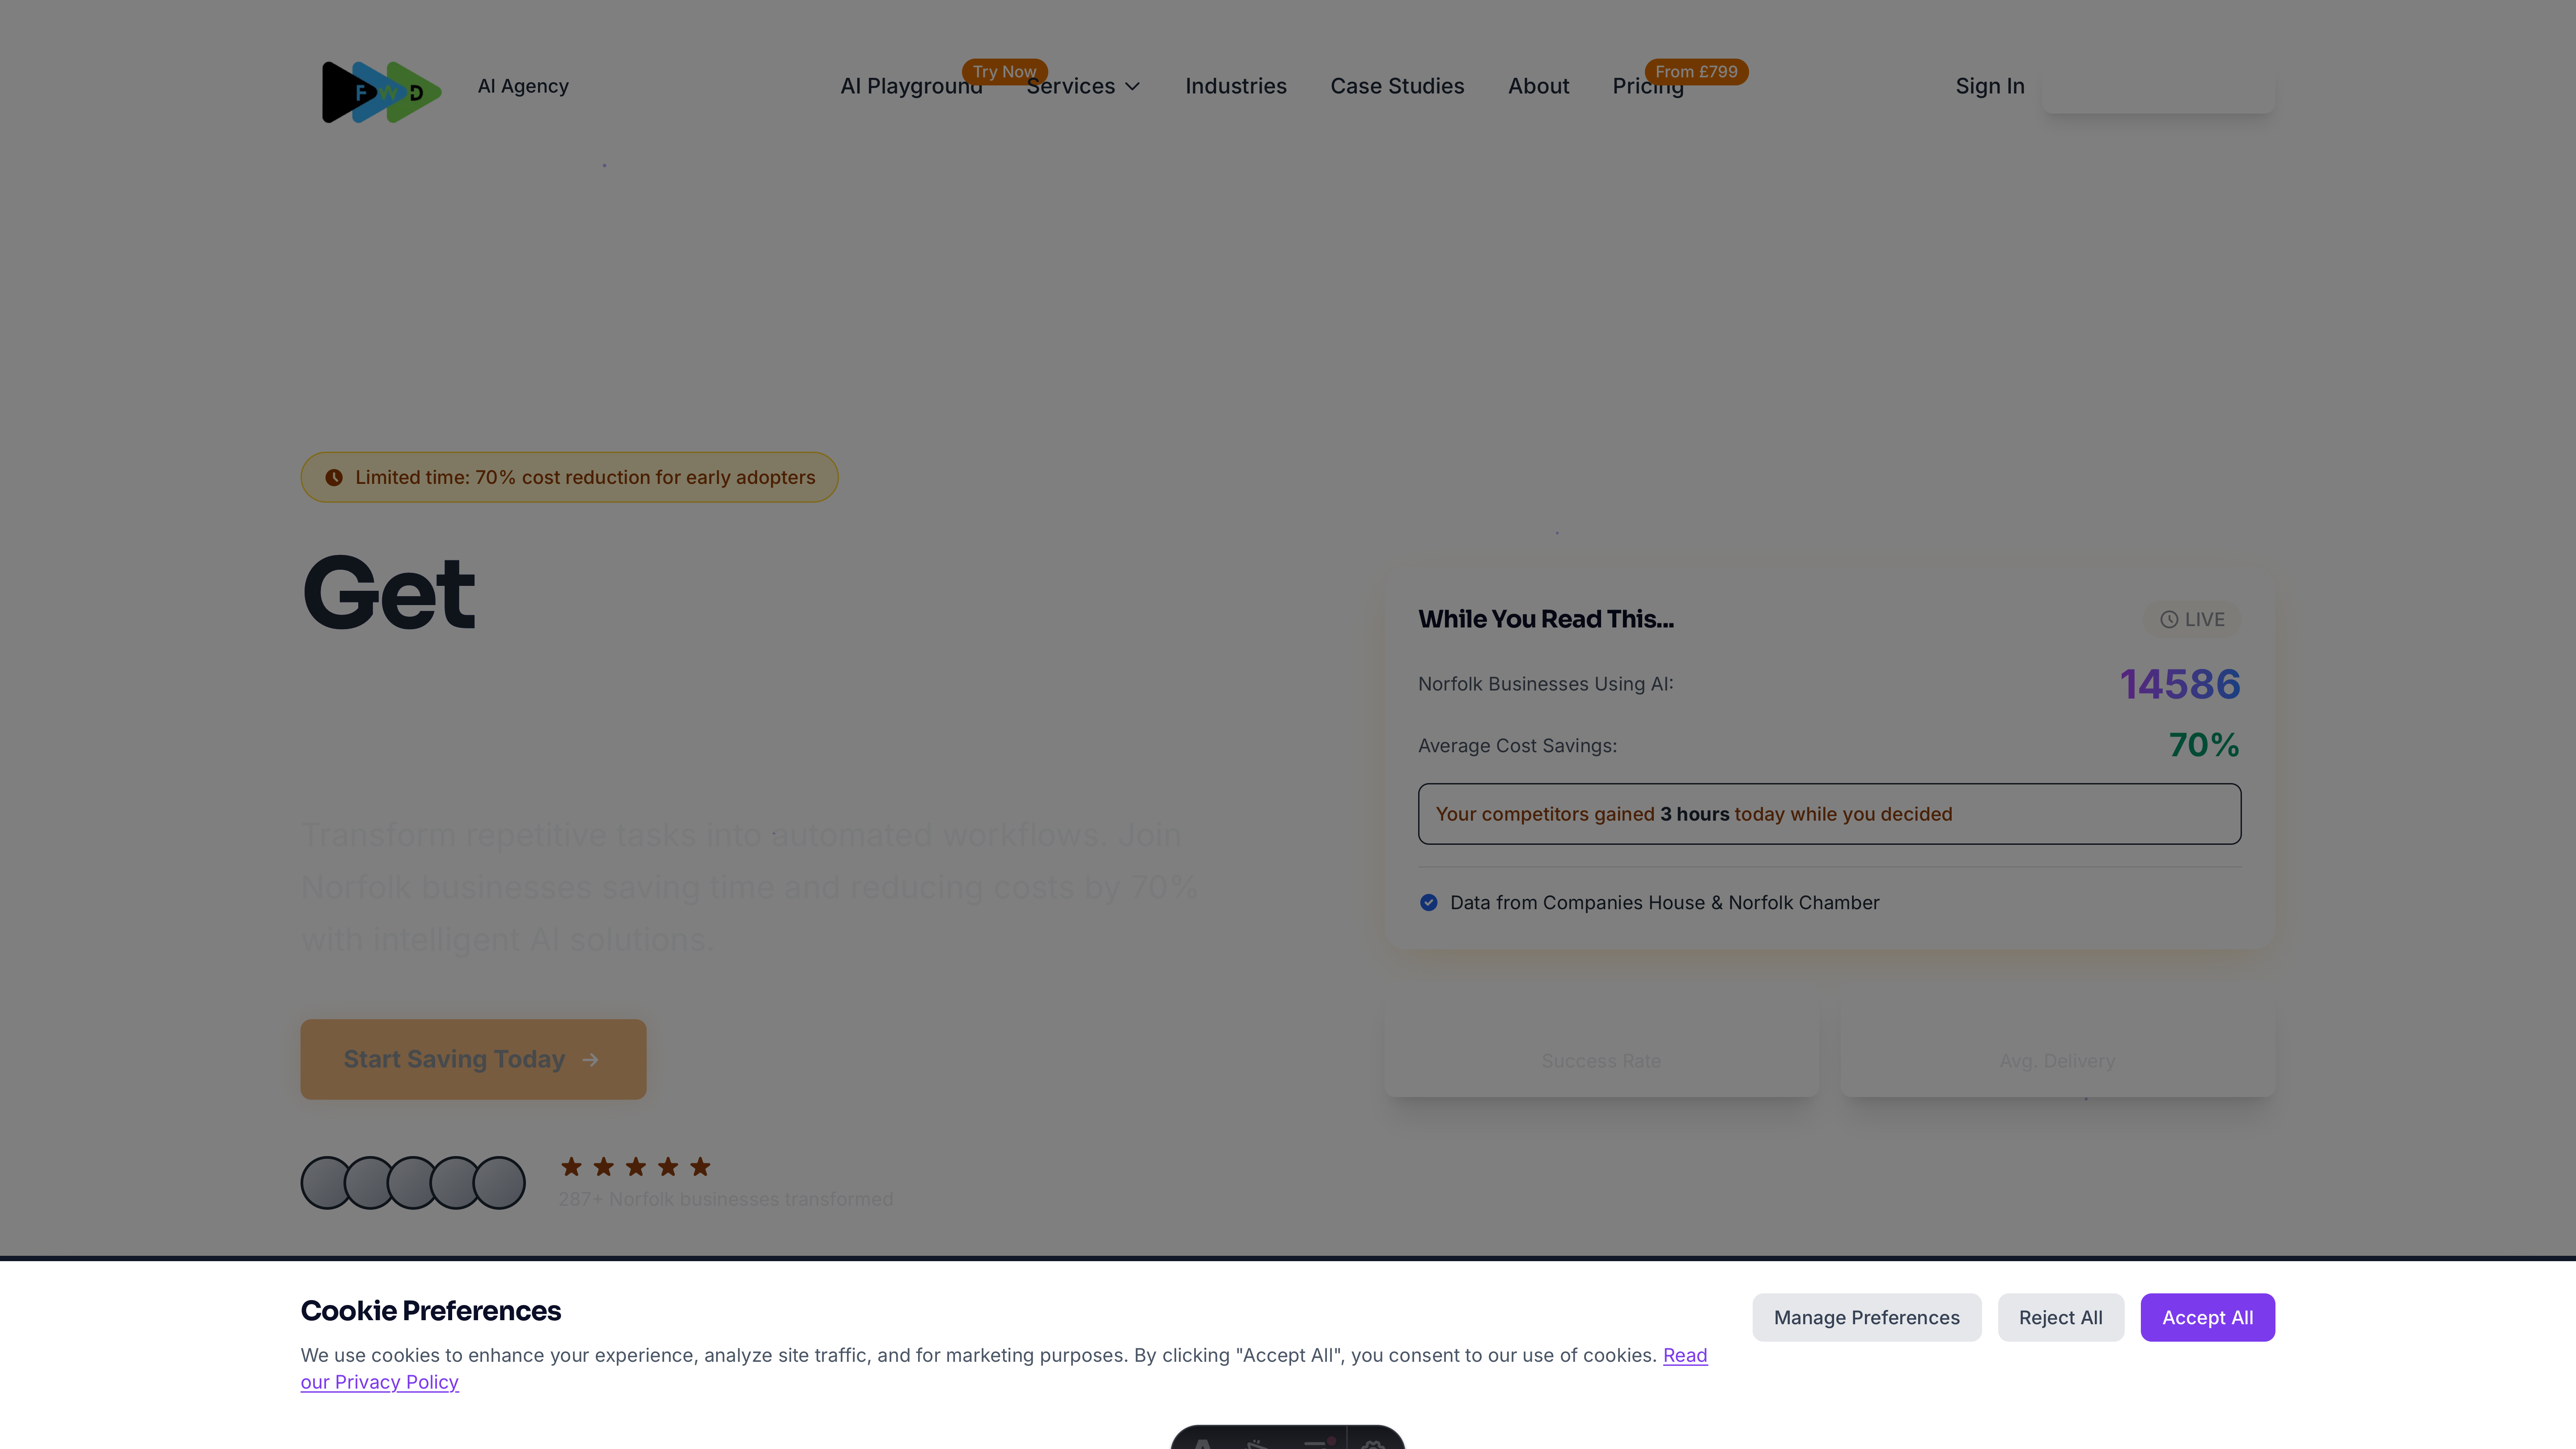 FWD
AI Agency
AI Playground
Try Now
Services
Industries
Case Studies
About
Pricing
From £799
Sign In
Limited time: 70% cost reduction for early adopters
Get
Transform repetitive tasks into automated workflows. Join
Norfolk businesses saving time and reducing costs by 70%
with intelligent AI solutions.
Start Saving Today
287+ Norfolk businesses transformed
While You Read This...
LIVE
Norfolk Businesses Using AI:
14586
Average Cost Savings:
70%
Your competitors gained 3 hours today while you decided
Data from Companies House & Norfolk Chamber
Success Rate
Avg. Delivery
Cookie Preferences
We use cookies to enhance your experience, analyze site traffic, and for marketing purposes. By clicking "Accept All", you consent to our use of cookies. Read
our Privacy Policy
Manage Preferences
Reject All
Accept All